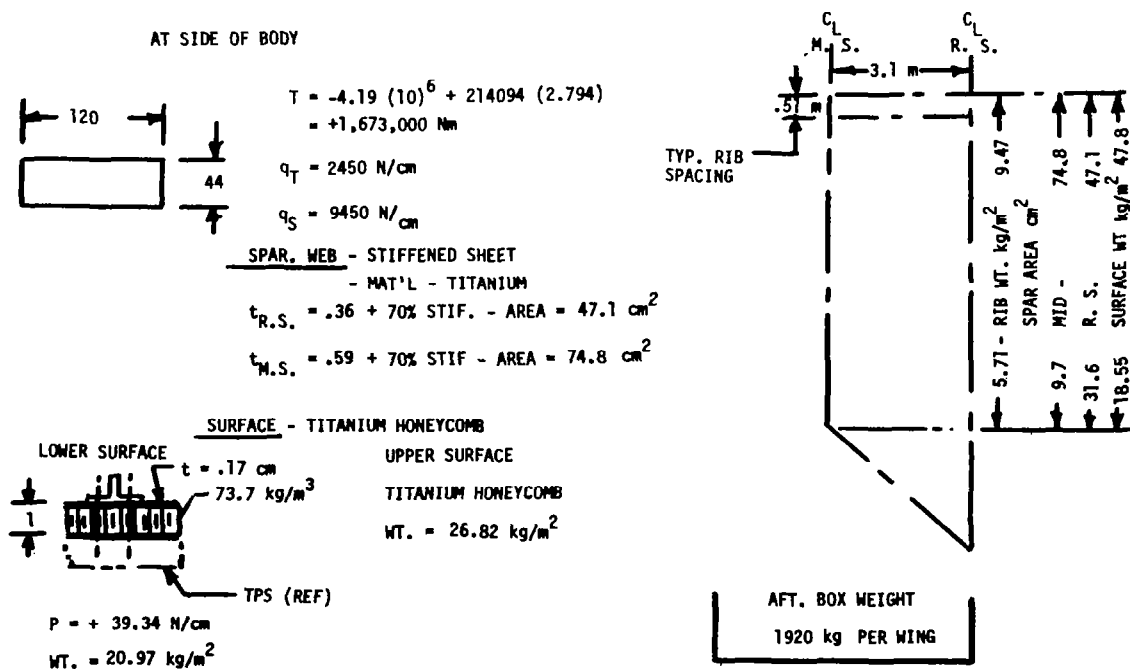 AT SIDE OF BODY
120
44
T = -4.19 (10)^6 + 214094 (2.794)
= +1,673,000 Nm
q_T = 2450 N/cm
q_S = 9450 N/cm
SPAR. WEB - STIFFENED SHEET
- MAT'L - TITANIUM
t_R.S. = .36 + 70% STIF. - AREA = 47.1 cm^2
t_M.S. = .59 + 70% STIF - AREA = 74.8 cm^2
SURFACE - TITANIUM HONEYCOMB
LOWER SURFACE
t = .17 cm
73.7 kg/m^3
1
TPS (REF)
P = + 39.34 N/cm
WT. = 20.97 kg/m^2
UPPER SURFACE
TITANIUM HONEYCOMB
WT. = 26.82 kg/m^2
C_L
M. S.
C_L
R. S.
3.1 m
.51 m
TYP. RIB
SPACING
5.71 - RIB WT. kg/m^2 9.47
SPAR AREA cm^2
9.7 MID - 74.8
31.6 R. S. 47.1
18.55 SURFACE WT kg/m^2 47.8
AFT. BOX WEIGHT
1920 kg PER WING